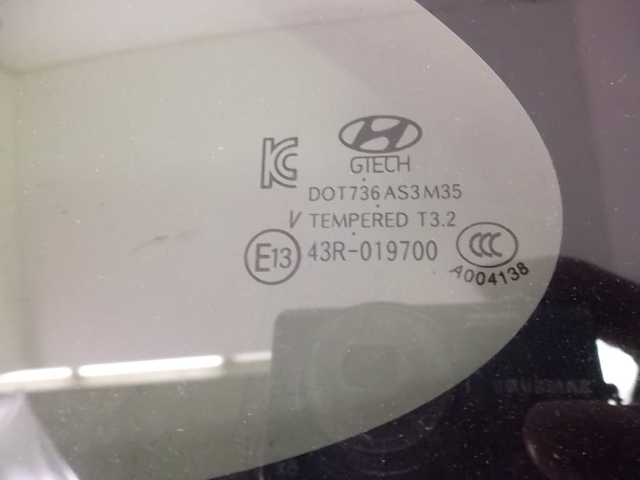 KC
GTECH
DOT736 AS3 M35
V TEMPERED T3.2
E13 43R-019700
CCC
A004138